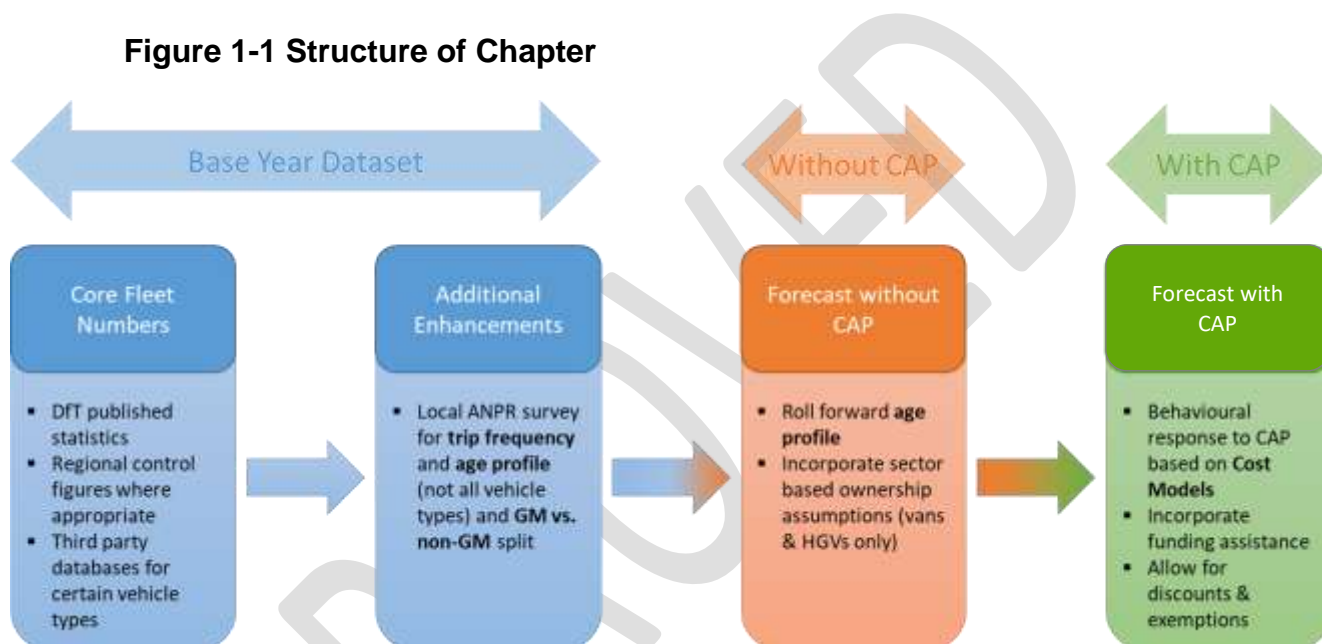 Figure 1-1 Structure of Chapter
Base Year Dataset
Without CAP
With CAP
Core Fleet
Numbers
▪ DfT published
statistics
▪ Regional control
figures where
appropriate
▪ Third party
databases for
certain vehicle
types
Additional
Enhancements
▪ Local ANPR survey
for trip frequency
and age profile
(not all vehicle
types) and GM vs.
non-GM split
Forecast without
CAP
▪ Roll forward age
profile
▪ Incorporate sector
based ownership
assumptions (vans
& HGVs only)
Forecast with
CAP
▪ Behavioural
response to CAP
based on Cost
Models
▪ Incorporate
funding assistance
▪ Allow for
discounts &
exemptions